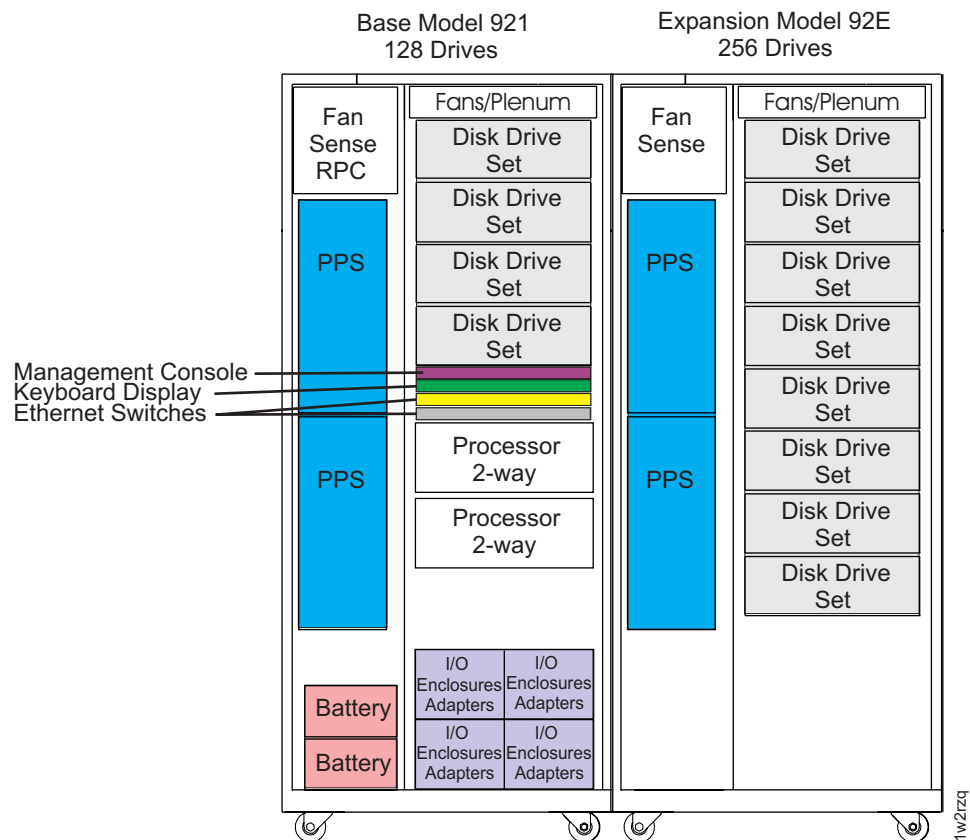 Base Model 921
128 Drives
Expansion Model 92E
256 Drives
Fan
Sense
RPC
Fans/Plenum
Disk Drive
Set
Disk Drive
Set
Disk Drive
Set
Disk Drive
Set
PPS
PPS
Management Console
Keyboard Display
Ethernet Switches
Processor
2-way
Processor
2-way
I/O
Enclosures
Adapters
I/O
Enclosures
Adapters
I/O
Enclosures
Adapters
I/O
Enclosures
Adapters
Battery
Battery
Fan
Sense
Fans/Plenum
PPS
PPS
Disk Drive
Set
Disk Drive
Set
Disk Drive
Set
Disk Drive
Set
Disk Drive
Set
Disk Drive
Set
Disk Drive
Set
Disk Drive
Set